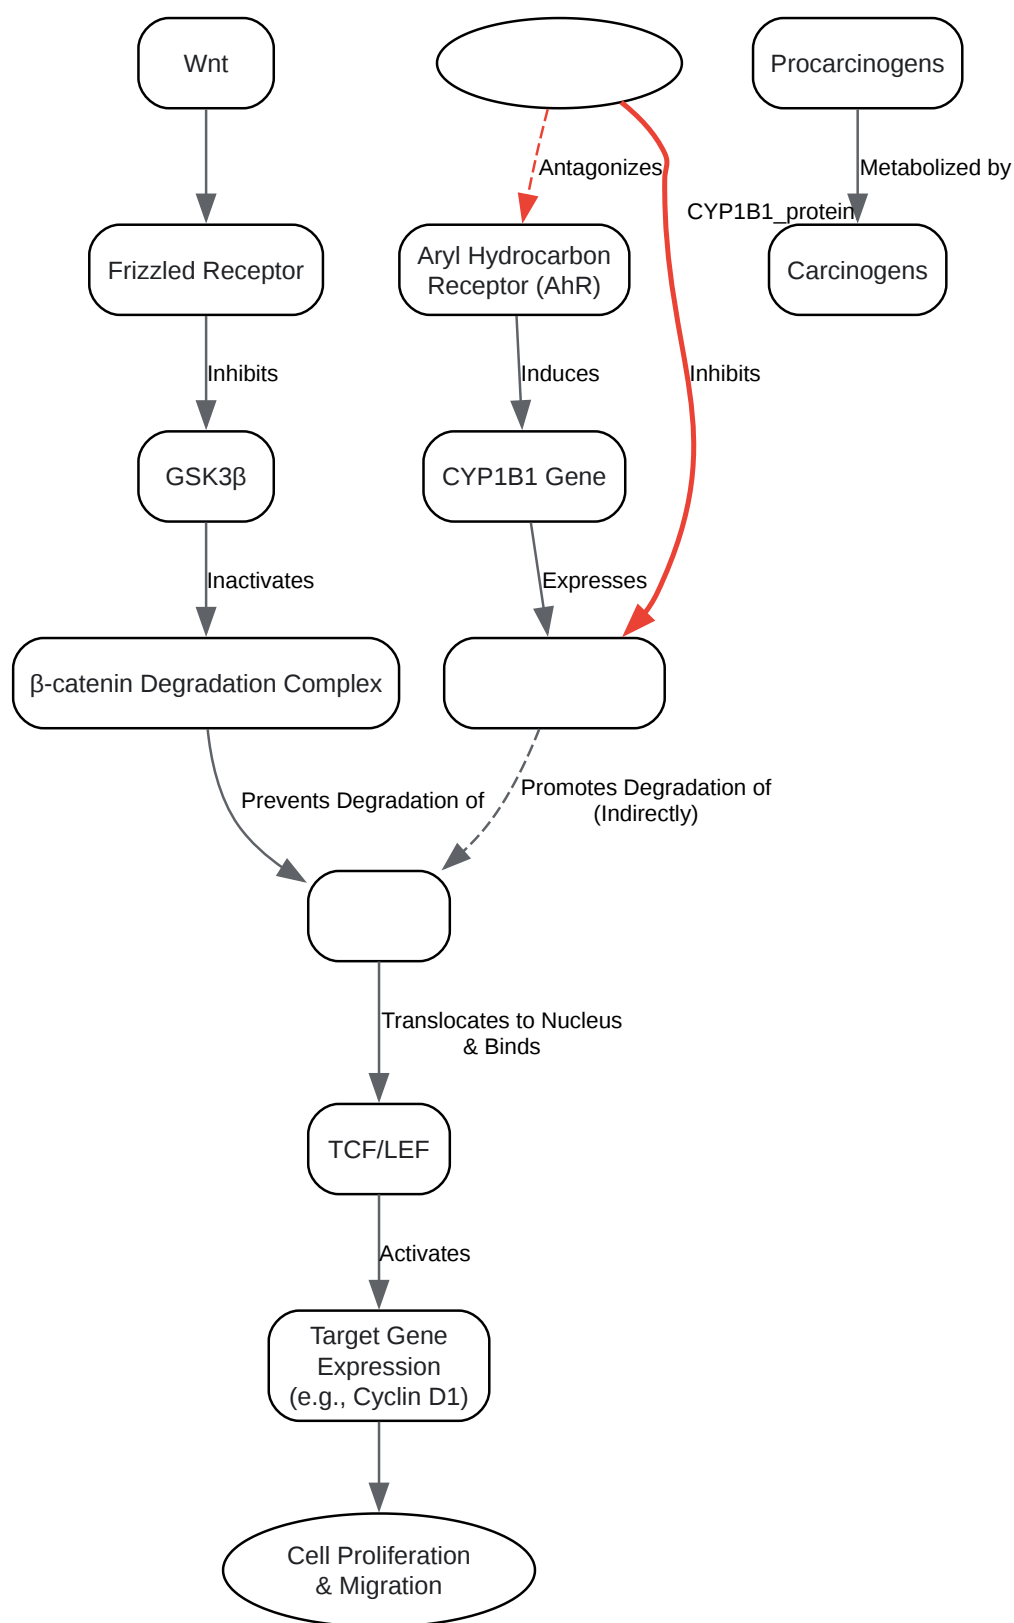 Wnt
Procarcinogens
Antagonizes
Metabolized by
CYP1B1_protein
Frizzled Receptor
Aryl Hydrocarbon
Receptor (AhR)
Carcinogens
Inhibits
Induces
Inhibits
GSK3β
CYP1B1 Gene
Inactivates
Expresses
β-catenin Degradation Complex
Prevents Degradation of
Promotes Degradation of
(Indirectly)
Translocates to Nucleus
& Binds
TCF/LEF
Activates
Target Gene
Expression
(e.g., Cyclin D1)
Cell Proliferation
& Migration